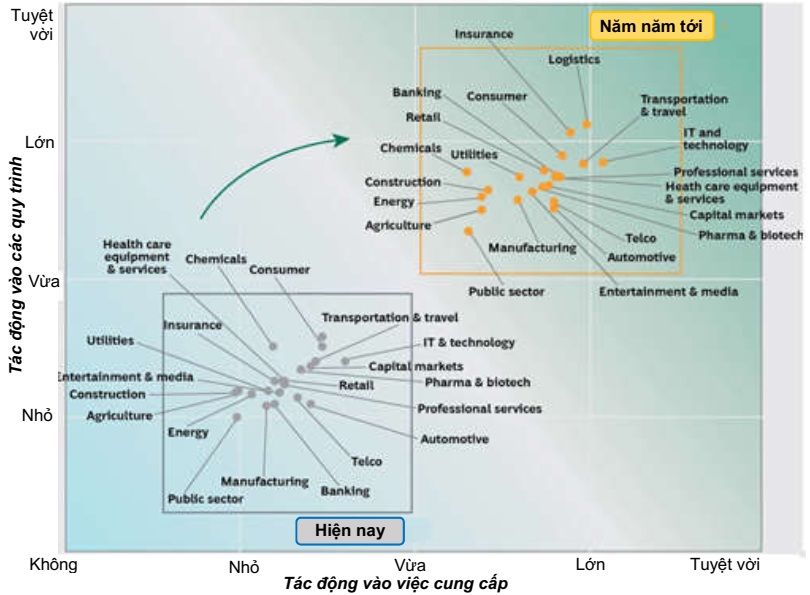 Tuyệt
vời
Năm năm tới
Insurance
Logistics
Banking
Consumer
Transportation
& travel
Retail
Lớn
IT and
technology
Chemicals
Utilities
Professional services
Construction
Heath care equipment
& services
Energy
Capital markets
Agriculture
Telco
Pharma & biotech
Manufacturing
Automotive
Public sector
Entertainment & media
Tác động vào các quy trình
Vừa
Health care
equipment
& services
Chemicals
Consumer
Insurance
Transportation & travel
Utilities
IT & technology
Capital markets
Entertainment & media
Retail
Pharma & biotech
Construction
Professional services
Nhỏ
Agriculture
Energy
Automotive
Telco
Manufacturing
Banking
Public sector
Hiện nay
Không
Nhỏ
Vừa
Lớn
Tuyệt vời
Tác động vào việc cung cấp